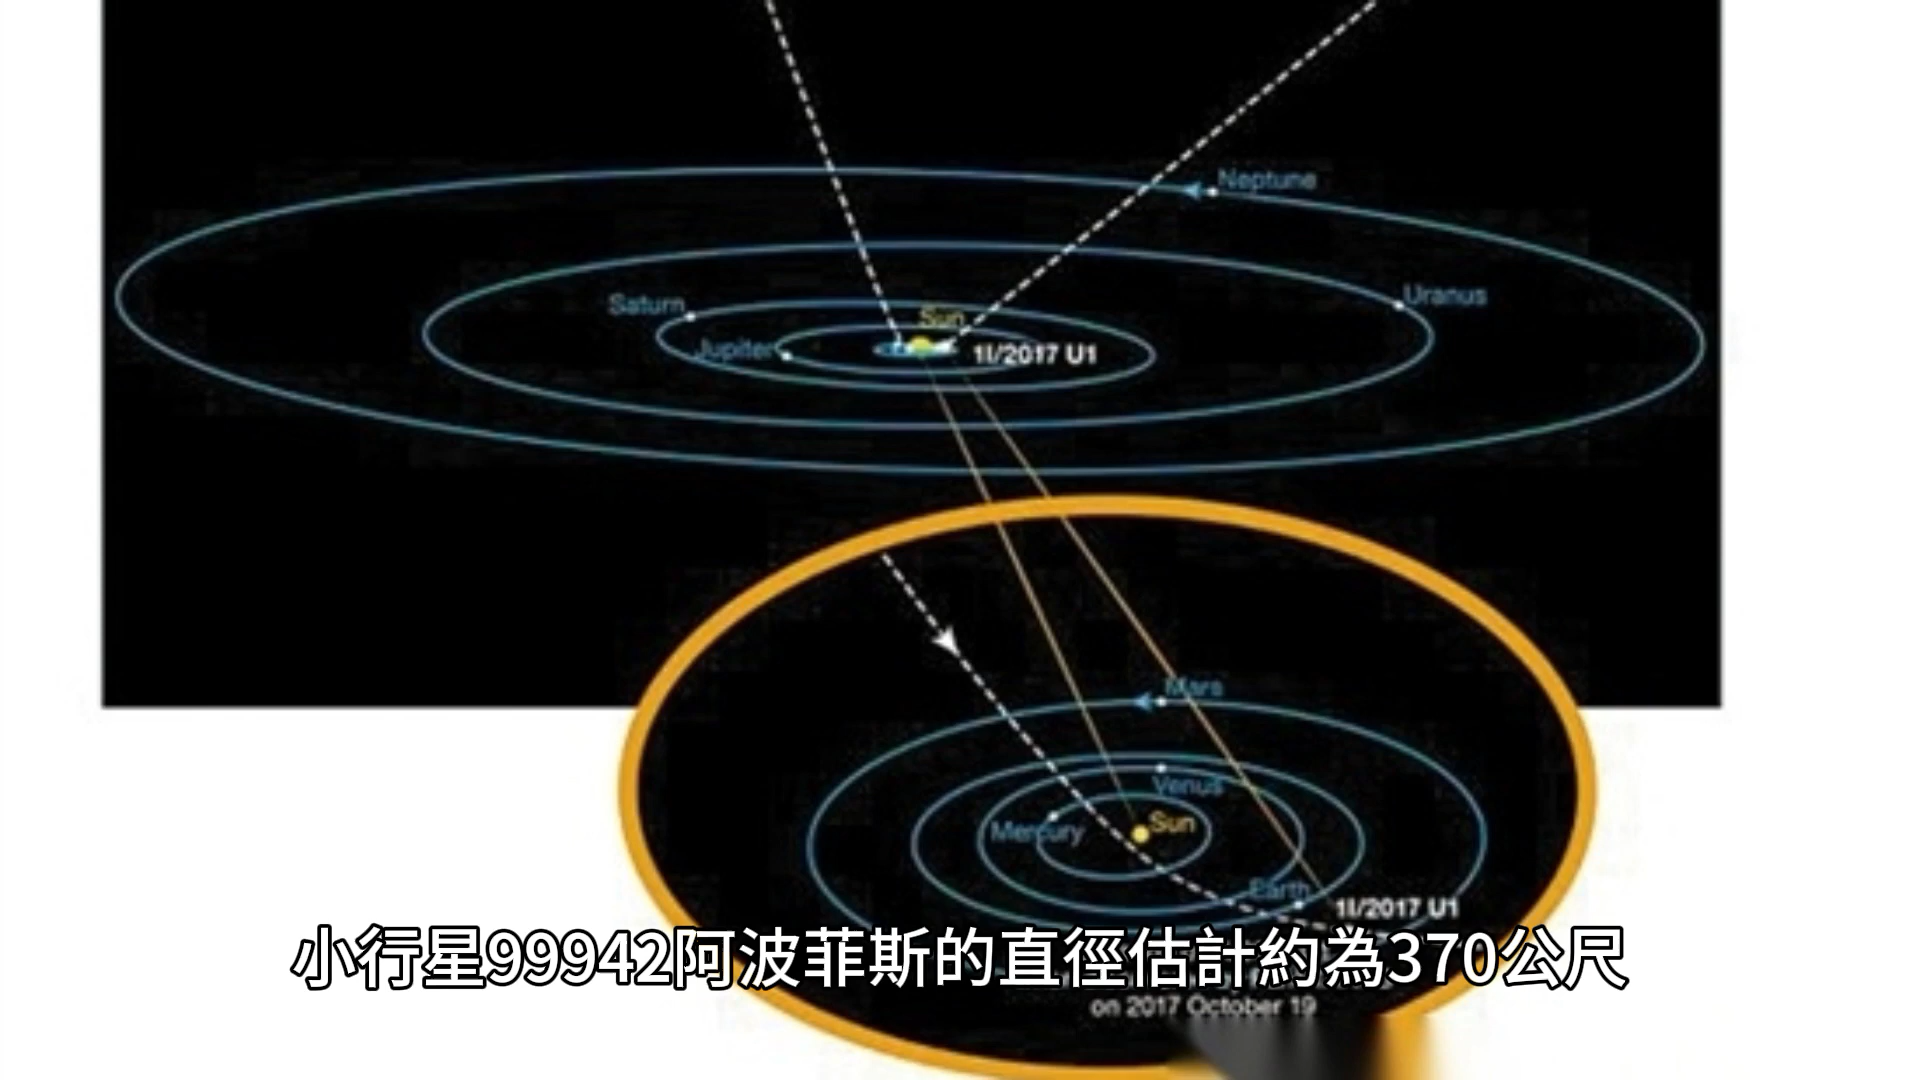 Neptune
Uranus
Saturn
Sun
Jupiter
1I/2017 U1
Mars
Venus
Sun
Mercury
Earth
1I/2017 U1
小行星99942阿波菲斯的直徑估計約為370公尺
on 2017 October 19